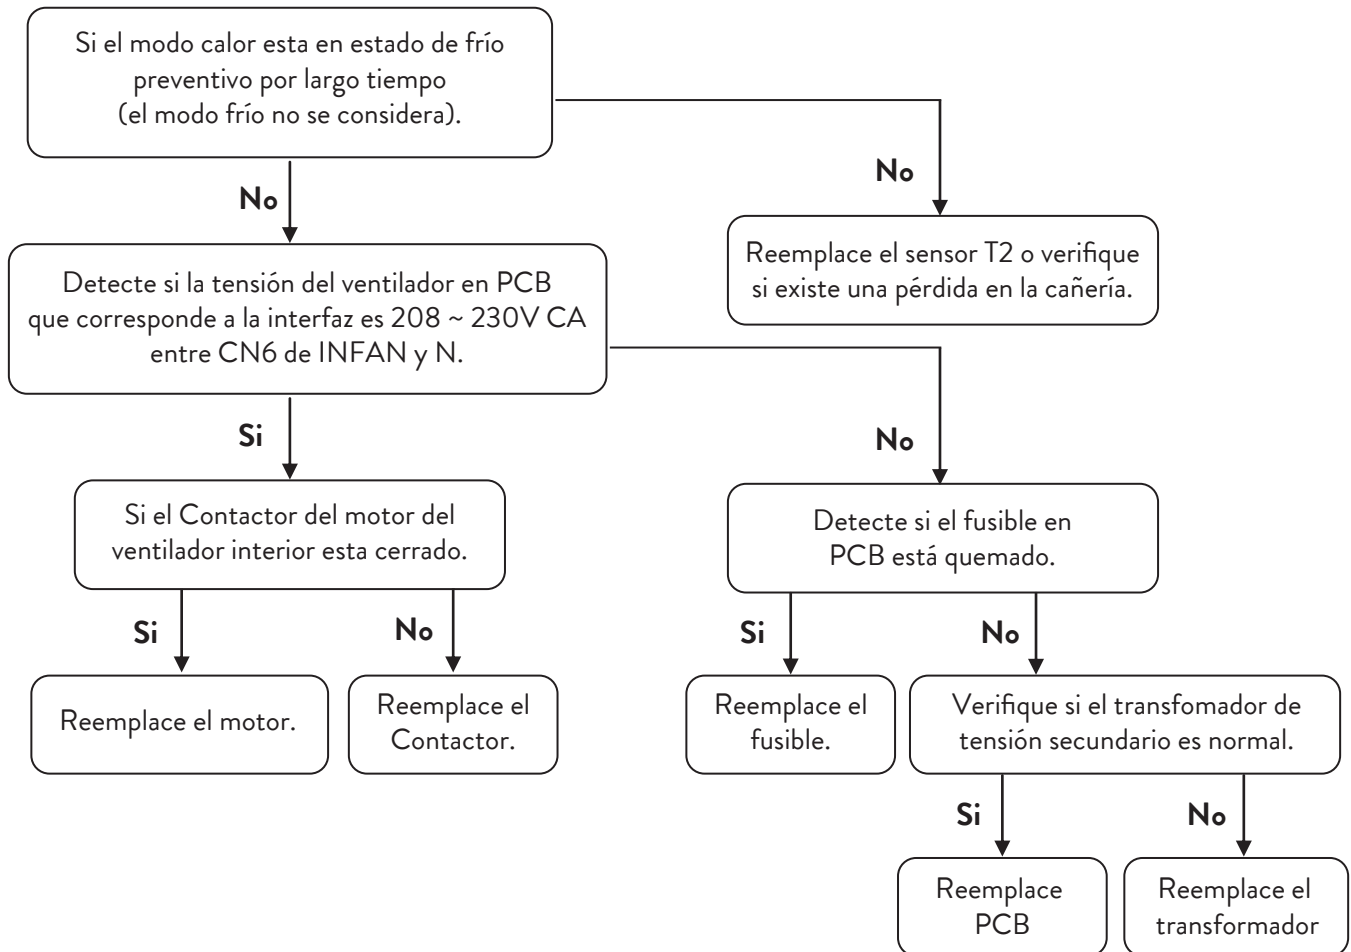 Si el modo calor esta en estado de frío
preventivo por largo tiempo
(el modo frío no se considera).
No
No
Reemplace el sensor T2 o verifique
si existe una pérdida en la cañería.
Detecte si la tensión del ventilador en PCB
que corresponde a la interfaz es 208 ~ 230V CA
entre CN6 de INFAN y N.
Si
No
Si el Contactor del motor del
ventilador interior esta cerrado.
Detecte si el fusible en
PCB está quemado.
Si
No
Si
No
Reemplace el motor.
Reemplace el
Contactor.
Reemplace el
fusible.
Verifique si el transfomador de
tensión secundario es normal.
Si
No
Reemplace
PCB
Reemplace el
transformador